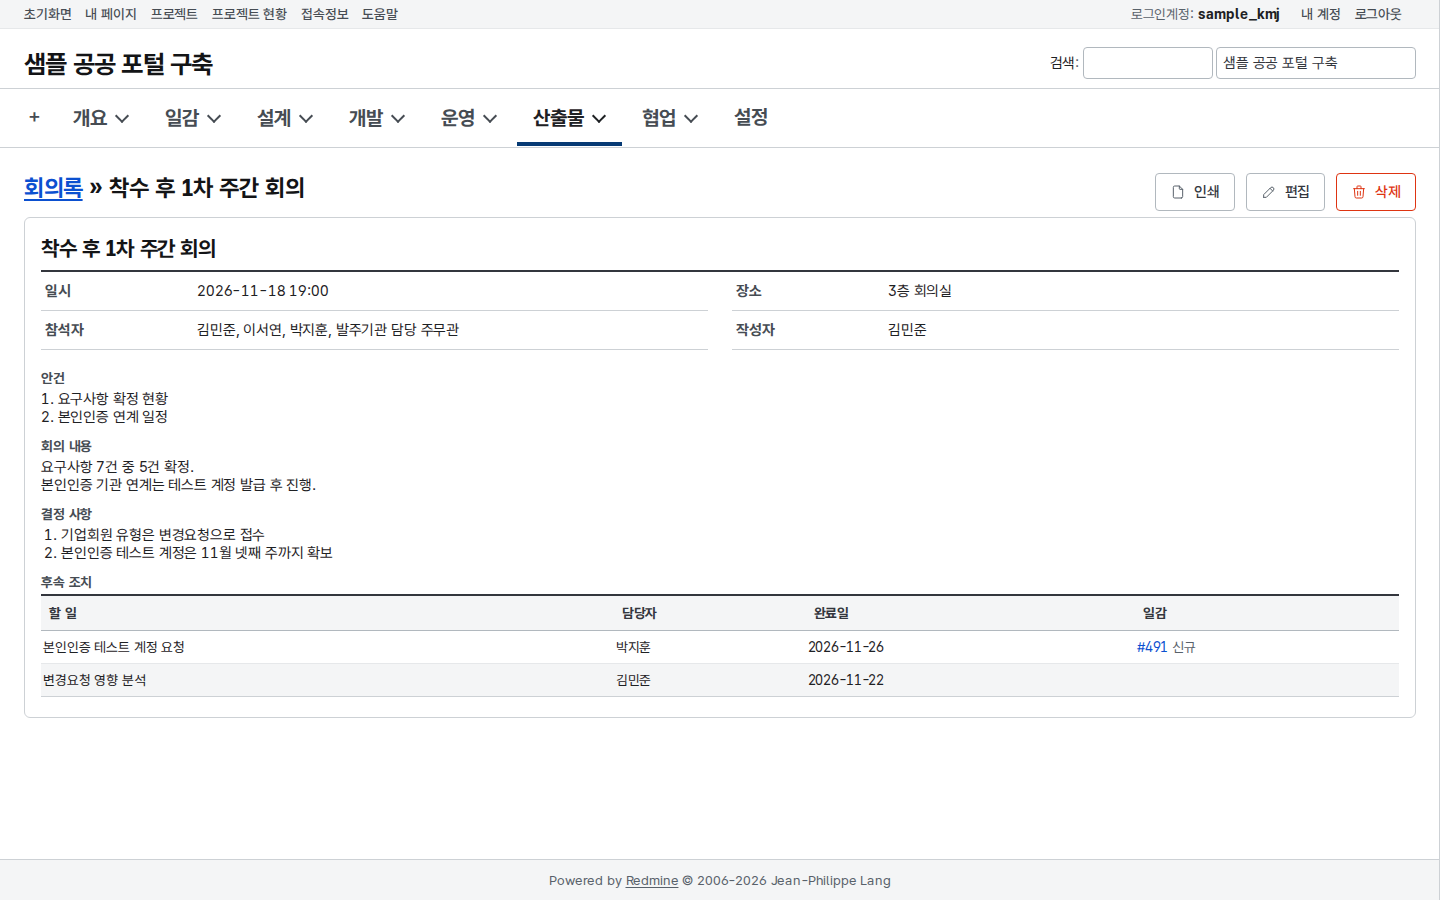 초기화면 내 페이지 프로젝트 프로젝트 현황 접속정보 도움말 로그인계정: sample_kmj 내 계정 로그아웃
샘플 공공 포털 구축 검색: 샘플 공공 포털 구축
+ 개요 일감 설계 개발 운영 산출물 협업 설정
회의록 » 착수 후 1차 주간 회의 인쇄 편집 삭제
착수 후 1차 주간 회의
일시 2026-11-18 19:00 장소 3층 회의실
참석자 김민준, 이서연, 박지훈, 발주기관 담당 주무관 작성자 김민준
안건
1. 요구사항 확정 현황
2. 본인인증 연계 일정
회의 내용
요구사항 7건 중 5건 확정.
본인인증 기관 연계는 테스트 계정 발급 후 진행.
결정 사항
1. 기업회원 유형은 변경요청으로 접수
2. 본인인증 테스트 계정은 11월 넷째 주까지 확보
후속 조치
할 일 담당자 완료일 일감
본인인증 테스트 계정 요청 박지훈 2026-11-26 #491 신규
변경요청 영향 분석 김민준 2026-11-22
Powered by Redmine © 2006-2026 Jean-Philippe Lang